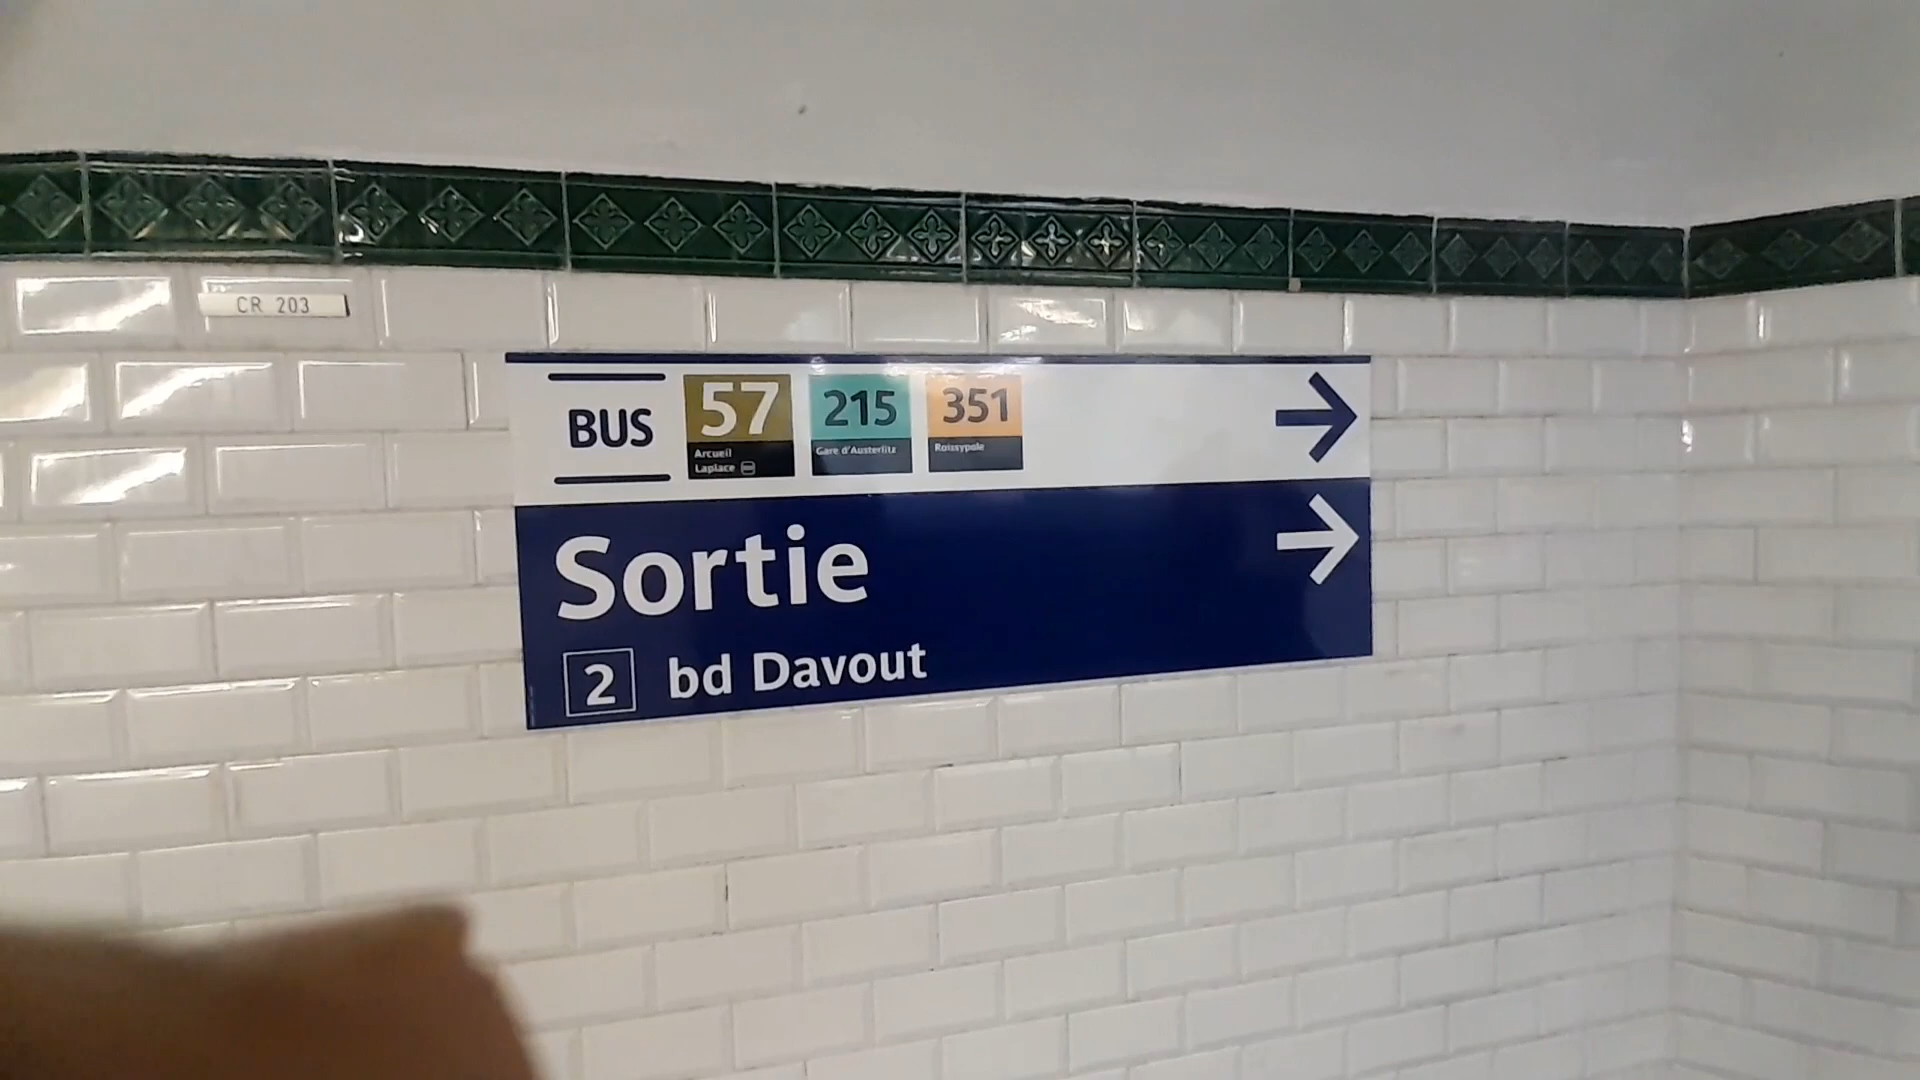 CR 203
BUS 57 215 351
Arcueil
Laplace
Gare d'Austerlitz
Roissypole
Sortie
2 bd Davout